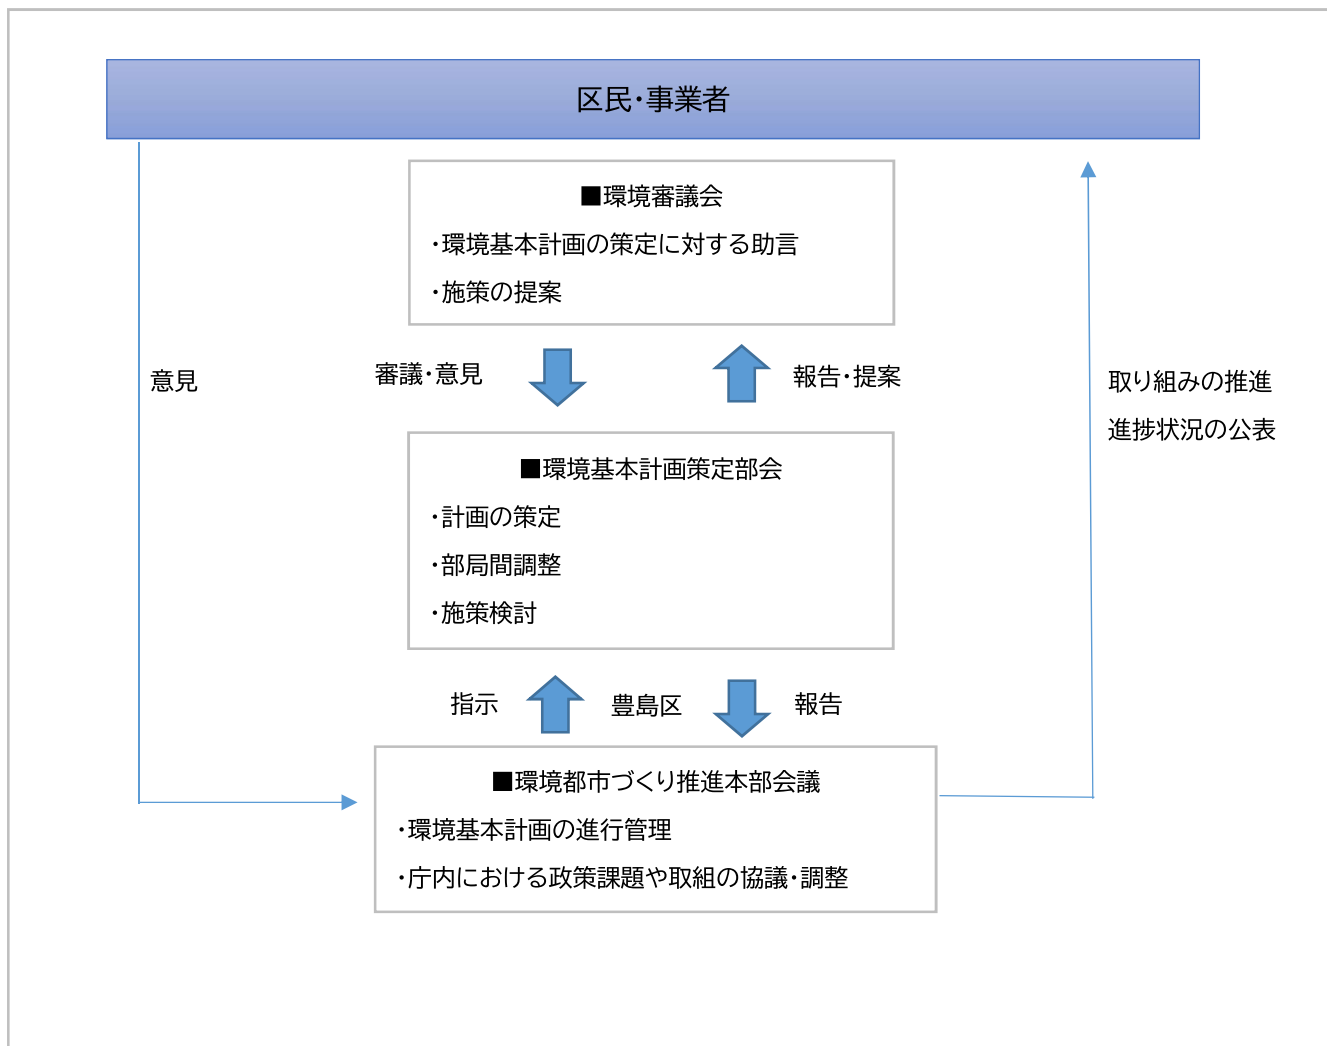 区民・事業者
■環境審議会
・環境基本計画の策定に対する助言
・施策の提案
意見
審議・意見
報告・提案
取り組みの推進
進捗状況の公表
■環境基本計画策定部会
・計画の策定
・部局間調整
・施策検討
指示
豊島区
報告
■環境都市づくり推進本部会議
・環境基本計画の進行管理
・庁内における政策課題や取組の協議・調整